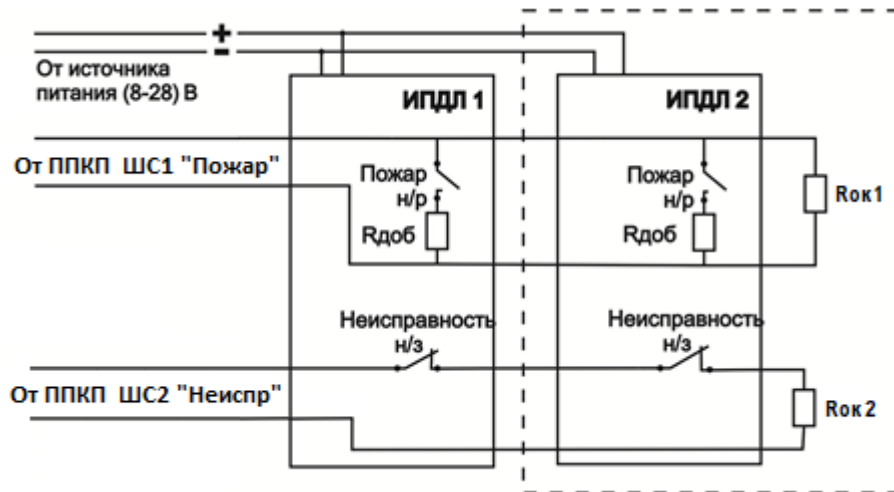 +
-
От источника
питания (8-28) В
ИПДЛ 1
ИПДЛ 2
От ППКП ШС1 "Пожар"
Пожар
н/р
Rдоб
Пожар
н/р
Rдоб
Rок1
Неисправность
н/з
Неисправность
н/з
От ППКП ШС2 "Неиспр"
Rок2